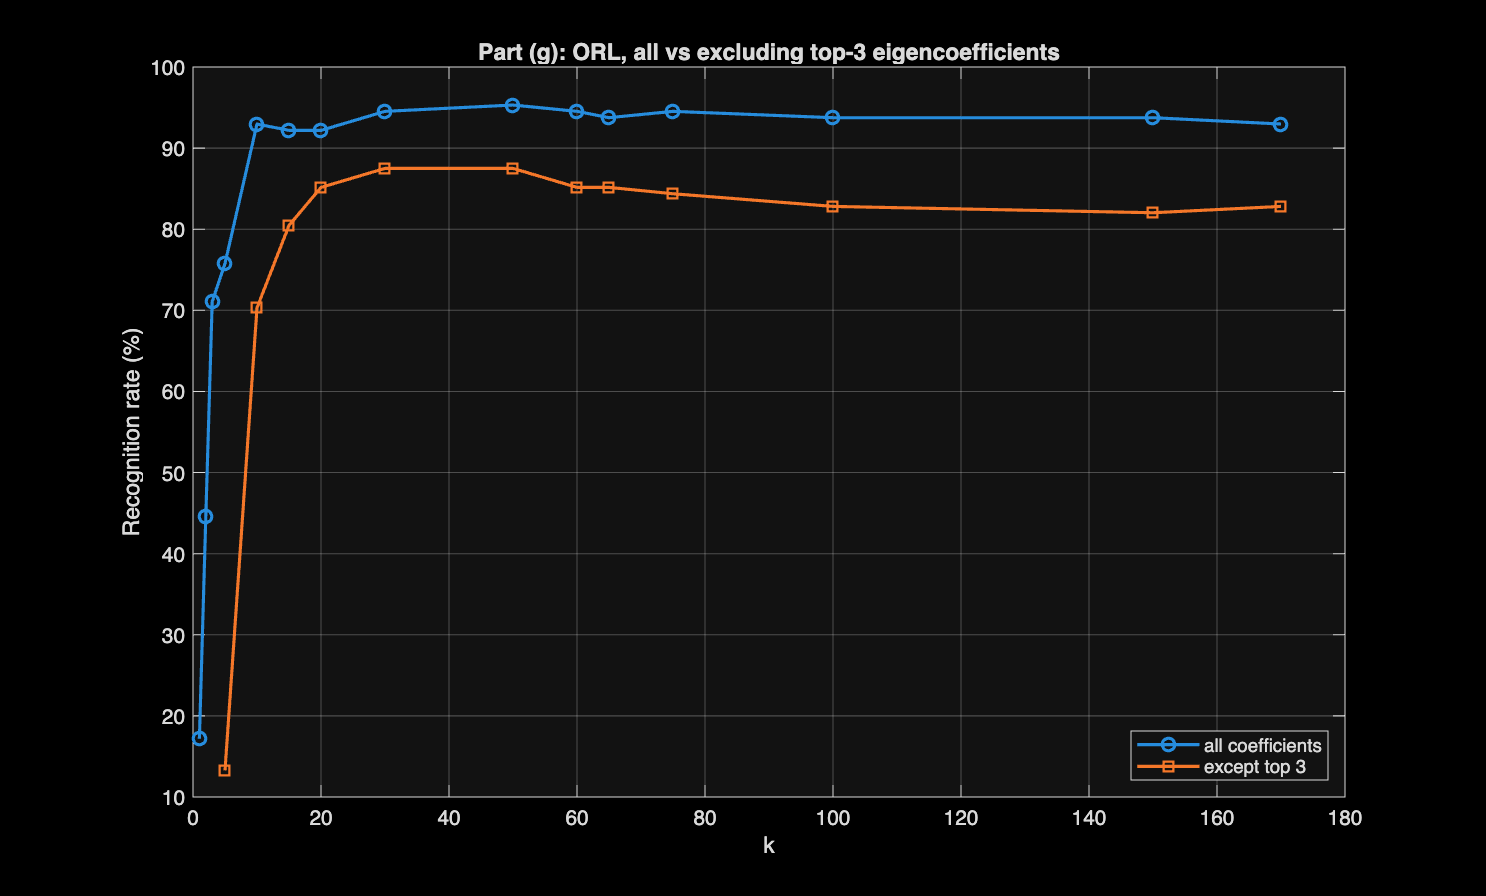 Part (g): ORL, all vs excluding top-3 eigencoefficients
100
90
80
70
60
50
40
30
20
10
Recognition rate (%)
0 20 40 60 80 100 120 140 160 180
k
all coefficients
except top 3